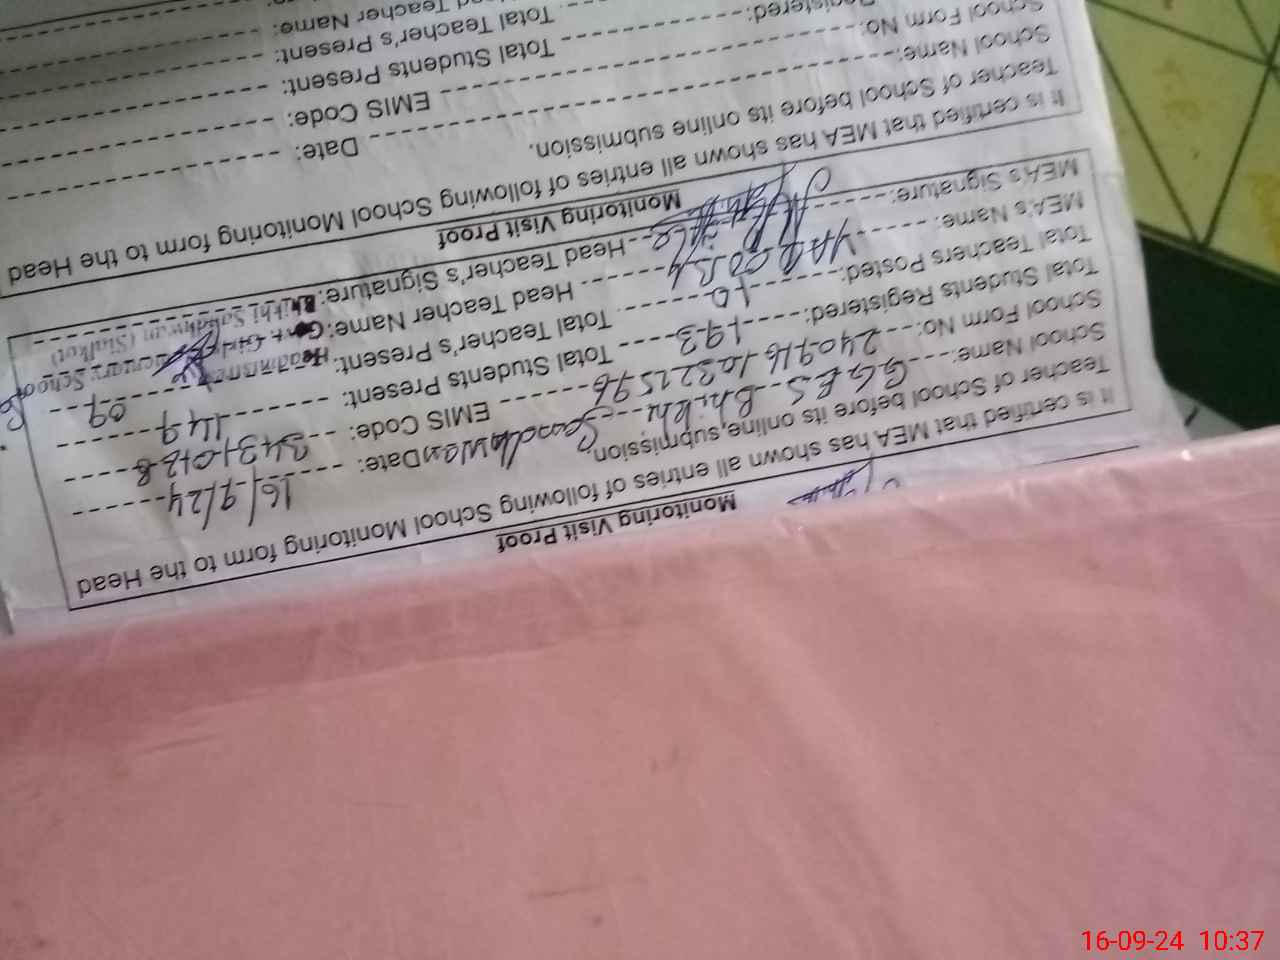 Monitoring Visit Proof
It is certified that MEA has shown all entries of following School Monitoring form to the Head
Teacher of School before its online submission. Date: 16/9/24
School Name: GGES Bhikhi Sandhwan EMIS Code: 34310128
School Form No: Total Students Present: 149
Total Students Registered: 193 Total Teacher's Present: 09
Total Teachers Posted: 10 Head Teacher Name:
MEA's Name: Head Teacher's Signature: Bhikhi Sandhwan (Sialkot)
MEA's Signature:
Monitoring Visit Proof
It is certified that MEA has shown all entries of following School Monitoring form to the Head
Teacher of School before its online submission. Date:
School Name: EMIS Code:
School Form No: Total Students Present:
Total Teacher's Present:
Teacher Name:
16-09-24 10:37